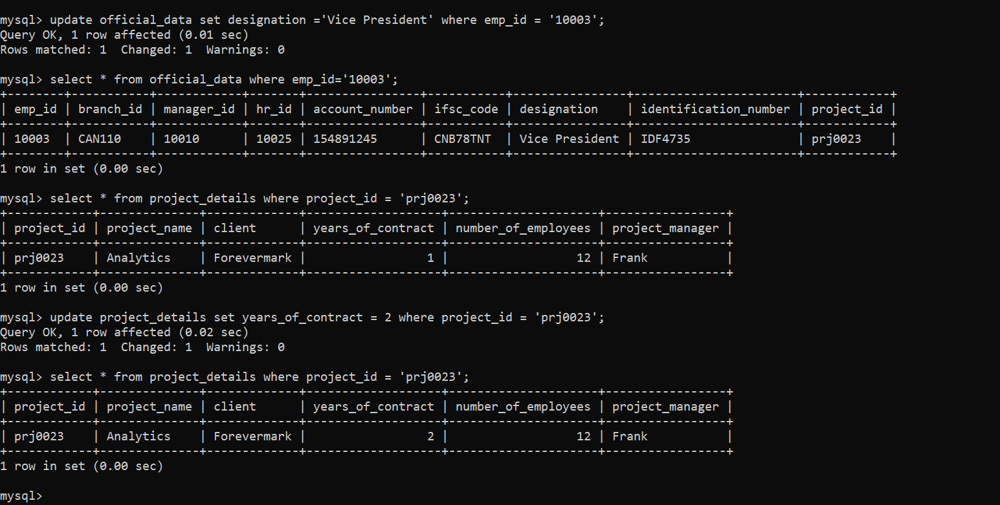 mysql> update official_data set designation ='Vice President' where emp_id = '10003';
Query OK, 1 row affected (0.01 sec)
Rows matched: 1  Changed: 1  Warnings: 0

mysql> select * from official_data where emp_id='10003';
+--------+-----------+------------+-------+----------------+-----------+----------------+-----------------------+------------+
| emp_id | branch_id | manager_id | hr_id | account_number | ifsc_code | designation    | identification_number | project_id |
+--------+-----------+------------+-------+----------------+-----------+----------------+-----------------------+------------+
| 10003  | CAN110    | 10010      | 10025 | 154891245      | CNB78TNT  | Vice President | IDF4735               | prj0023    |
+--------+-----------+------------+-------+----------------+-----------+----------------+-----------------------+------------+
1 row in set (0.00 sec)

mysql> select * from project_details where project_id = 'prj0023';
+------------+--------------+-------------+--------------------+---------------------+-----------------+
| project_id | project_name | client      | years_of_contract | number_of_employees | project_manager |
+------------+--------------+-------------+-------------------+---------------------+-----------------+
| prj0023    | Analytics    | Forevermark |                 1 |                  12 | Frank           |
+------------+--------------+-------------+-------------------+---------------------+-----------------+
1 row in set (0.00 sec)

mysql> update project_details set years_of_contract = 2 where project_id = 'prj0023';
Query OK, 1 row affected (0.02 sec)
Rows matched: 1  Changed: 1  Warnings: 0

mysql> select * from project_details where project_id = 'prj0023';
+------------+--------------+-------------+-------------------+---------------------+-----------------+
| project_id | project_name | client      | years_of_contract | number_of_employees | project_manager |
+------------+--------------+-------------+-------------------+---------------------+-----------------+
| prj0023    | Analytics    | Forevermark |                 2 |                  12 | Frank           |
+------------+--------------+-------------+-------------------+---------------------+-----------------+
1 row in set (0.00 sec)

mysql>